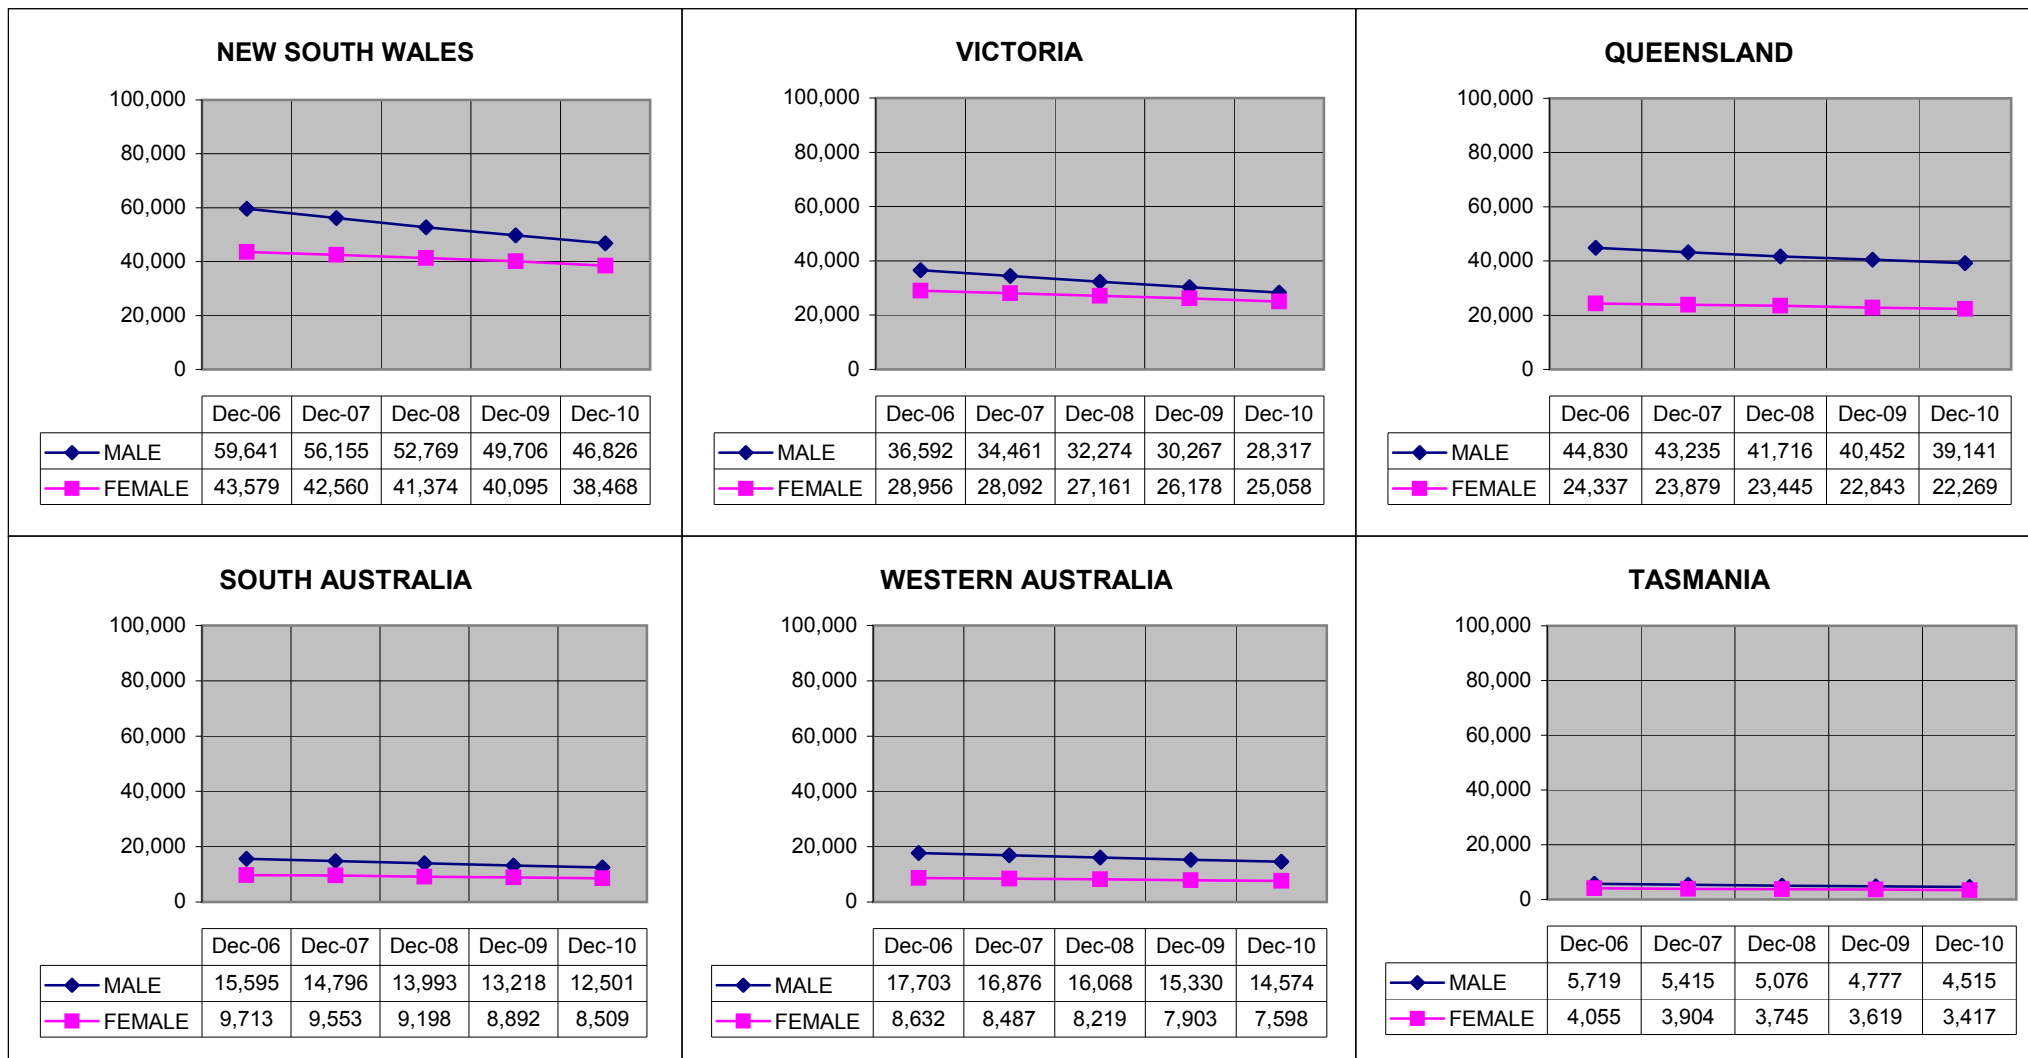 NEW SOUTH WALES
100,000
80,000
60,000
40,000
20,000
0
Dec-06 Dec-07 Dec-08 Dec-09 Dec-10
MALE 59,641 56,155 52,769 49,706 46,826
FEMALE 43,579 42,560 41,374 40,095 38,468
VICTORIA
100,000
80,000
60,000
40,000
20,000
0
Dec-06 Dec-07 Dec-08 Dec-09 Dec-10
MALE 36,592 34,461 32,274 30,267 28,317
FEMALE 28,956 28,092 27,161 26,178 25,058
QUEENSLAND
100,000
80,000
60,000
40,000
20,000
0
Dec-06 Dec-07 Dec-08 Dec-09 Dec-10
MALE 44,830 43,235 41,716 40,452 39,141
FEMALE 24,337 23,879 23,445 22,843 22,269
SOUTH AUSTRALIA
100,000
80,000
60,000
40,000
20,000
0
Dec-06 Dec-07 Dec-08 Dec-09 Dec-10
MALE 15,595 14,796 13,993 13,218 12,501
FEMALE 9,713 9,553 9,198 8,892 8,509
WESTERN AUSTRALIA
100,000
80,000
60,000
40,000
20,000
0
Dec-06 Dec-07 Dec-08 Dec-09 Dec-10
MALE 17,703 16,876 16,068 15,330 14,574
FEMALE 8,632 8,487 8,219 7,903 7,598
TASMANIA
100,000
80,000
60,000
40,000
20,000
0
Dec-06 Dec-07 Dec-08 Dec-09 Dec-10
MALE 5,719 5,415 5,076 4,777 4,515
FEMALE 4,055 3,904 3,745 3,619 3,417